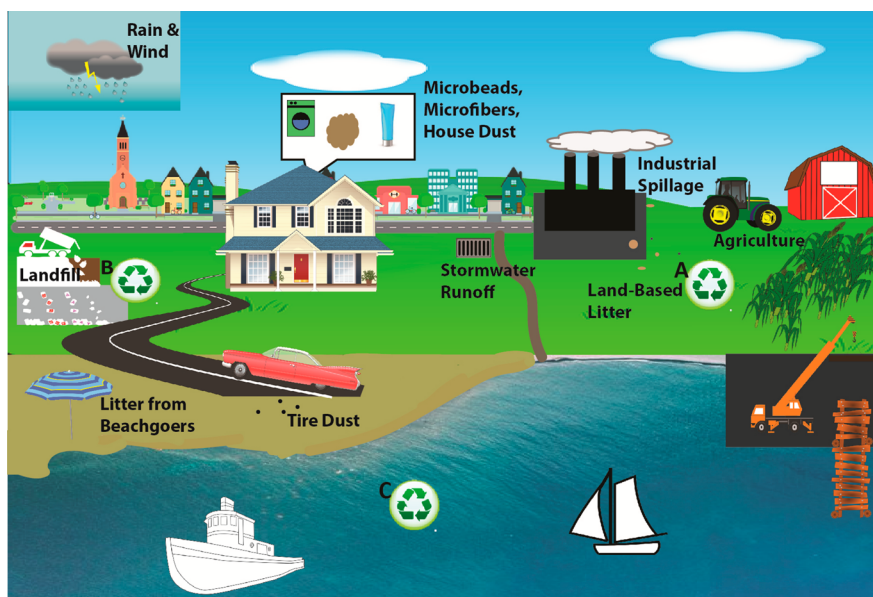 Rain &
Wind
Microbeads,
Microfibers,
House Dust
Industrial
Spillage
Agriculture
Landfill
B
Stormwater
Runoff
A
Land-Based
Litter
Litter from
Beachgoers
Tire Dust
C